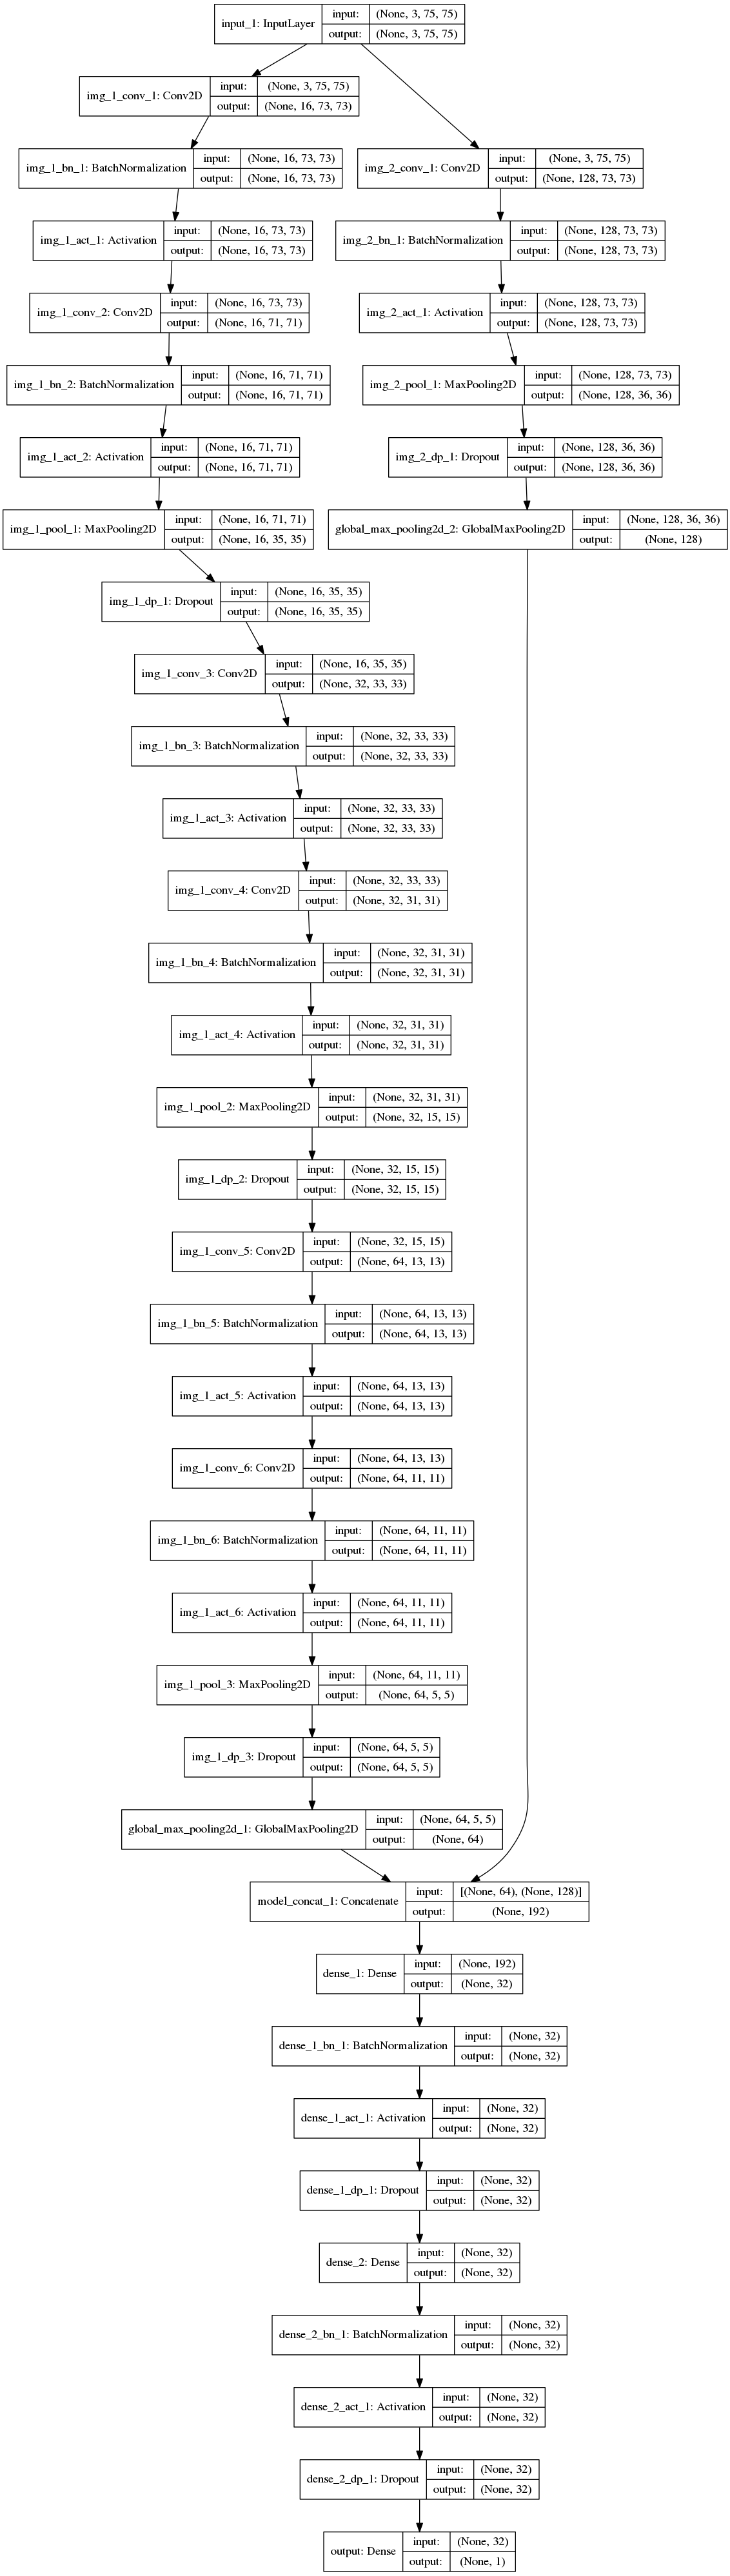 input_1: InputLayer
input: (None, 3, 75, 75)
output: (None, 3, 75, 75)
img_1_conv_1: Conv2D
input: (None, 3, 75, 75)
output: (None, 16, 73, 73)
img_1_bn_1: BatchNormalization
input: (None, 16, 73, 73)
output: (None, 16, 73, 73)
img_2_conv_1: Conv2D
input: (None, 3, 75, 75)
output: (None, 128, 73, 73)
img_1_act_1: Activation
input: (None, 16, 73, 73)
output: (None, 16, 73, 73)
img_2_bn_1: BatchNormalization
input: (None, 128, 73, 73)
output: (None, 128, 73, 73)
img_1_conv_2: Conv2D
input: (None, 16, 73, 73)
output: (None, 16, 71, 71)
img_2_act_1: Activation
input: (None, 128, 73, 73)
output: (None, 128, 73, 73)
img_1_bn_2: BatchNormalization
input: (None, 16, 71, 71)
output: (None, 16, 71, 71)
img_2_pool_1: MaxPooling2D
input: (None, 128, 73, 73)
output: (None, 128, 36, 36)
img_1_act_2: Activation
input: (None, 16, 71, 71)
output: (None, 16, 71, 71)
img_2_dp_1: Dropout
input: (None, 128, 36, 36)
output: (None, 128, 36, 36)
img_1_pool_1: MaxPooling2D
input: (None, 16, 71, 71)
output: (None, 16, 35, 35)
global_max_pooling2d_2: GlobalMaxPooling2D
input: (None, 128, 36, 36)
output: (None, 128)
img_1_dp_1: Dropout
input: (None, 16, 35, 35)
output: (None, 16, 35, 35)
img_1_conv_3: Conv2D
input: (None, 16, 35, 35)
output: (None, 32, 33, 33)
img_1_bn_3: BatchNormalization
input: (None, 32, 33, 33)
output: (None, 32, 33, 33)
img_1_act_3: Activation
input: (None, 32, 33, 33)
output: (None, 32, 33, 33)
img_1_conv_4: Conv2D
input: (None, 32, 33, 33)
output: (None, 32, 31, 31)
img_1_bn_4: BatchNormalization
input: (None, 32, 31, 31)
output: (None, 32, 31, 31)
img_1_act_4: Activation
input: (None, 32, 31, 31)
output: (None, 32, 31, 31)
img_1_pool_2: MaxPooling2D
input: (None, 32, 31, 31)
output: (None, 32, 15, 15)
img_1_dp_2: Dropout
input: (None, 32, 15, 15)
output: (None, 32, 15, 15)
img_1_conv_5: Conv2D
input: (None, 32, 15, 15)
output: (None, 64, 13, 13)
img_1_bn_5: BatchNormalization
input: (None, 64, 13, 13)
output: (None, 64, 13, 13)
img_1_act_5: Activation
input: (None, 64, 13, 13)
output: (None, 64, 13, 13)
img_1_conv_6: Conv2D
input: (None, 64, 13, 13)
output: (None, 64, 11, 11)
img_1_bn_6: BatchNormalization
input: (None, 64, 11, 11)
output: (None, 64, 11, 11)
img_1_act_6: Activation
input: (None, 64, 11, 11)
output: (None, 64, 11, 11)
img_1_pool_3: MaxPooling2D
input: (None, 64, 11, 11)
output: (None, 64, 5, 5)
img_1_dp_3: Dropout
input: (None, 64, 5, 5)
output: (None, 64, 5, 5)
global_max_pooling2d_1: GlobalMaxPooling2D
input: (None, 64, 5, 5)
output: (None, 64)
model_concat_1: Concatenate
input: [(None, 64), (None, 128)]
output: (None, 192)
dense_1: Dense
input: (None, 192)
output: (None, 32)
dense_1_bn_1: BatchNormalization
input: (None, 32)
output: (None, 32)
dense_1_act_1: Activation
input: (None, 32)
output: (None, 32)
dense_1_dp_1: Dropout
input: (None, 32)
output: (None, 32)
dense_2: Dense
input: (None, 32)
output: (None, 32)
dense_2_bn_1: BatchNormalization
input: (None, 32)
output: (None, 32)
dense_2_act_1: Activation
input: (None, 32)
output: (None, 32)
dense_2_dp_1: Dropout
input: (None, 32)
output: (None, 32)
output: Dense
input: (None, 32)
output: (None, 1)